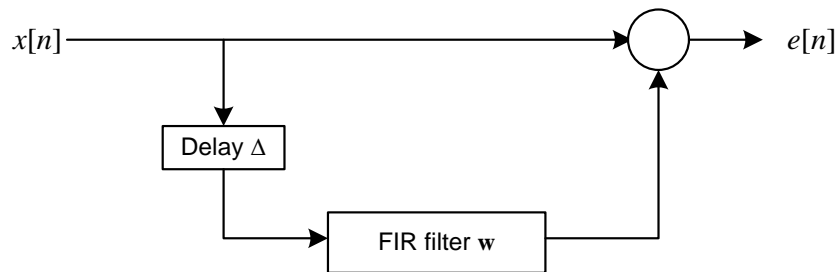 x[n]
e[n]
Delay Δ
FIR filter w